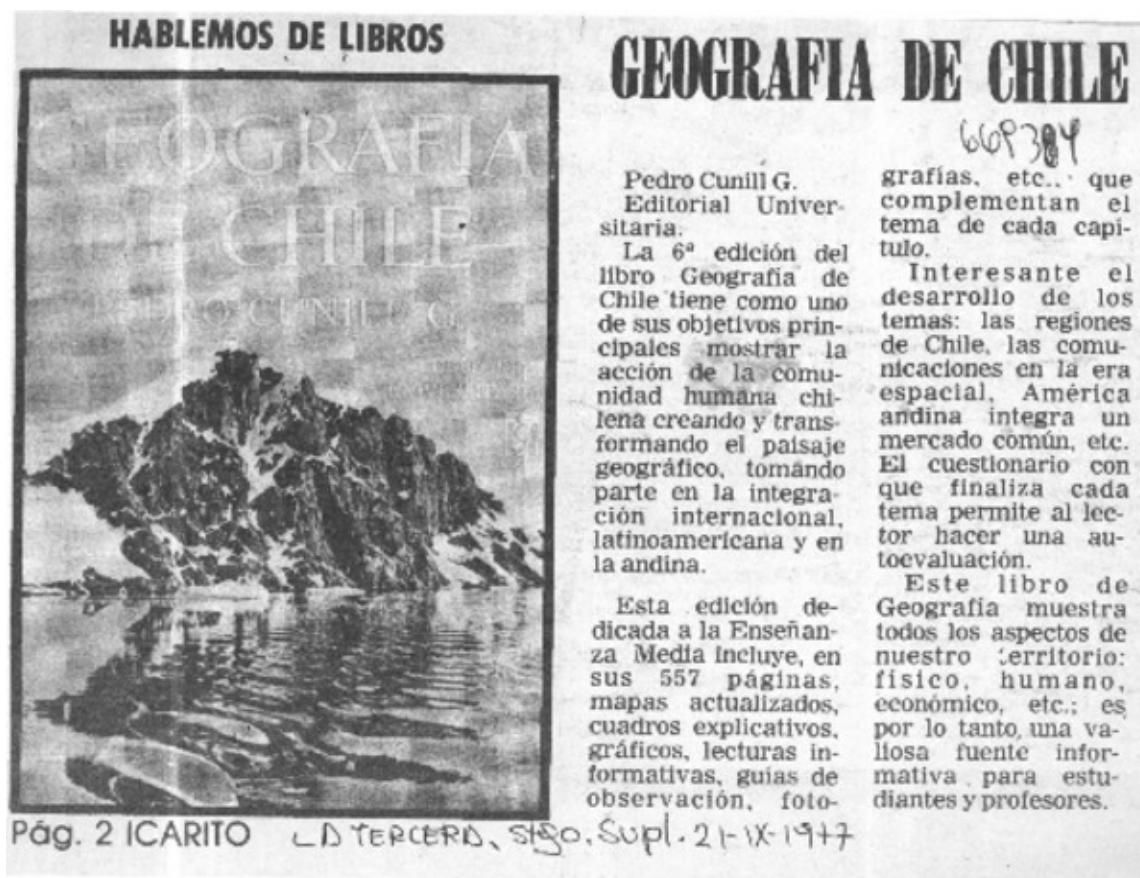 HABLEMOS DE LIBROS
GEOGRAFIA
DE CHILE
PEDRO CUNILL G.
GEOGRAFIA DE CHILE
Pedro Cunill G.
Editorial Univer-
sitaria.
La 6ª edición del
libro Geografía de
Chile tiene como uno
de sus objetivos prin-
cipales mostrar la
acción de la comu-
nidad humana chi-
lena creando y trans-
formando el paisaje
geográfico, tomando
parte en la integra-
ción internacional,
latinoamericana y en
la andina.
Esta edición de-
dicada a la Enseñan-
za Media incluye, en
sus 557 páginas,
mapas actualizados,
cuadros explicativos,
gráficos, lecturas in-
formativas, guías de
observación, foto-
grafías, etc., que
complementan el
tema de cada capí-
tulo.
Interesante el
desarrollo de los
temas: las regiones
de Chile, las comu-
nicaciones en la era
espacial, América
andina integra un
mercado común, etc.
El cuestionario con
que finaliza cada
tema permite al lec-
tor hacer una au-
toevaluación.
Este libro de
Geografía muestra
todos los aspectos de
nuestro territorio:
físico, humano,
económico, etc.; es
por lo tanto, una va-
liosa fuente infor-
mativa para estu-
diantes y profesores.
Pág. 2 ICARITO LA TERCERA, Stgo. Supl. 21-IX-1977